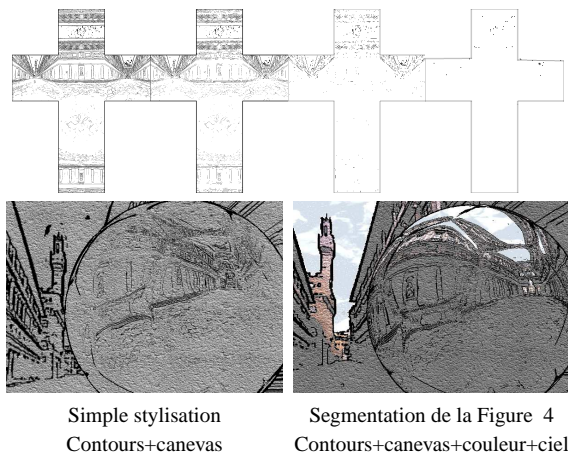 Simple stylisation
Contours+canevas
Segmentation de la Figure 4
Contours+canevas+couleur+ciel